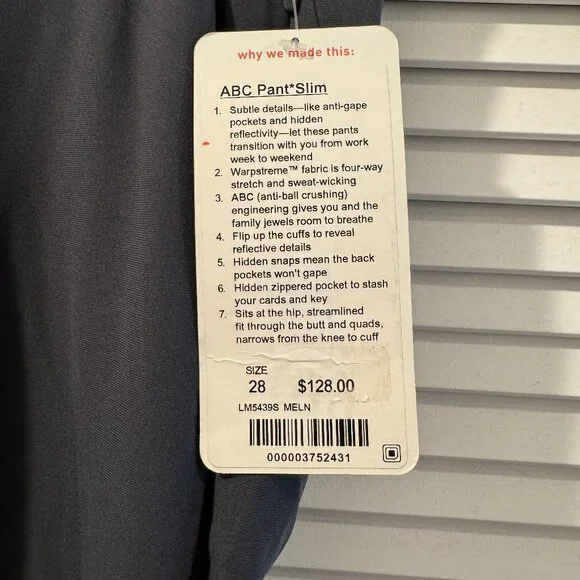 why we made this:
ABC Pant*Slim
1. Subtle details—like anti-gape
pockets and hidden
reflectivity—let these pants
transition with you from work
week to weekend
2. Warpstreme™ fabric is four-way
stretch and sweat-wicking
3. ABC (anti-ball crushing)
engineering gives you and the
family jewels room to breathe
4. Flip up the cuffs to reveal
reflective details
5. Hidden snaps mean the back
pockets won't gape
6. Hidden zippered pocket to stash
your cards and key
7. Sits at the hip, streamlined
fit through the butt and quads,
narrows from the knee to cuff
SIZE
28 $128.00
LM5439S MELN
000003752431